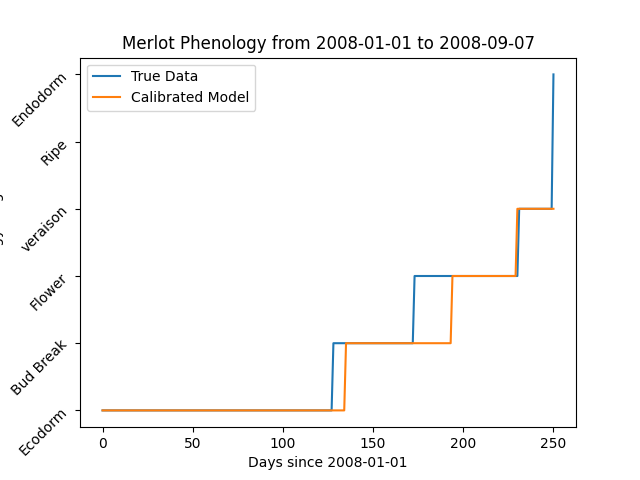 Merlot Phenology from 2008-01-01 to 2008-09-07
True Data
Calibrated Model
Endodorm
Ripe
veraison
Flower
Bud Break
Ecodorm
0 50 100 150 200 250
Days since 2008-01-01